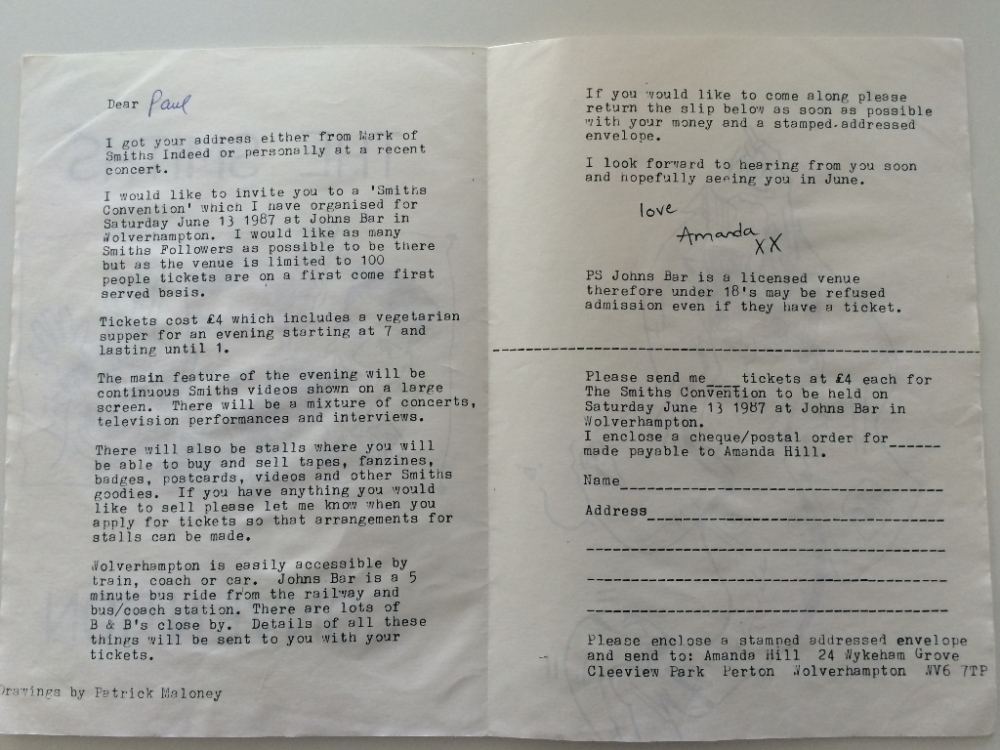 Dear Paul
I got your address either from Mark of
Smiths Indeed or personally at a recent
concert.
I would like to invite you to a 'Smiths
Convention' which I have organised for
Saturday June 13 1987 at Johns Bar in
Wolverhampton. I would like as many
Smiths Followers as possible to be there
but as the venue is limited to 100
people tickets are on a first come first
served basis.
Tickets cost £4 which includes a vegetarian
supper for an evening starting at 7 and
lasting until 1.
The main feature of the evening will be
continuous Smiths videos shown on a large
screen. There will be a mixture of concerts,
television performances and interviews.
There will also be stalls where you will
be able to buy and sell tapes, fanzines,
badges, postcards, videos and other Smiths
goodies. If you have anything you would
like to sell please let me know when you
apply for tickets so that arrangements for
stalls can be made.
Wolverhampton is easily accessible by
train, coach or car. Johns Bar is a 5
minute bus ride from the railway and
bus/coach station. There are lots of
B & B's close by. Details of all these
things will be sent to you with your
tickets.
Drawings by Patrick Maloney
If you would like to come along please
return the slip below as soon as possible
with your money and a stamped addressed
envelope.
I look forward to hearing from you soon
and hopefully seeing you in June.
love
Amanda
XX
PS Johns Bar is a licensed venue
therefore under 18's may be refused
admission even if they have a ticket.
Please send me___tickets at £4 each for
The Smiths Convention to be held on
Saturday June 13 1987 at Johns Bar in
Wolverhampton.
I enclose a cheque/postal order for______
made payable to Amanda Hill.
Name
Address
Please enclose a stamped addressed envelope
and send to: Amanda Hill 24 Wykeham Grove
Cleeview Park Perton Wolverhampton WV6 7TP